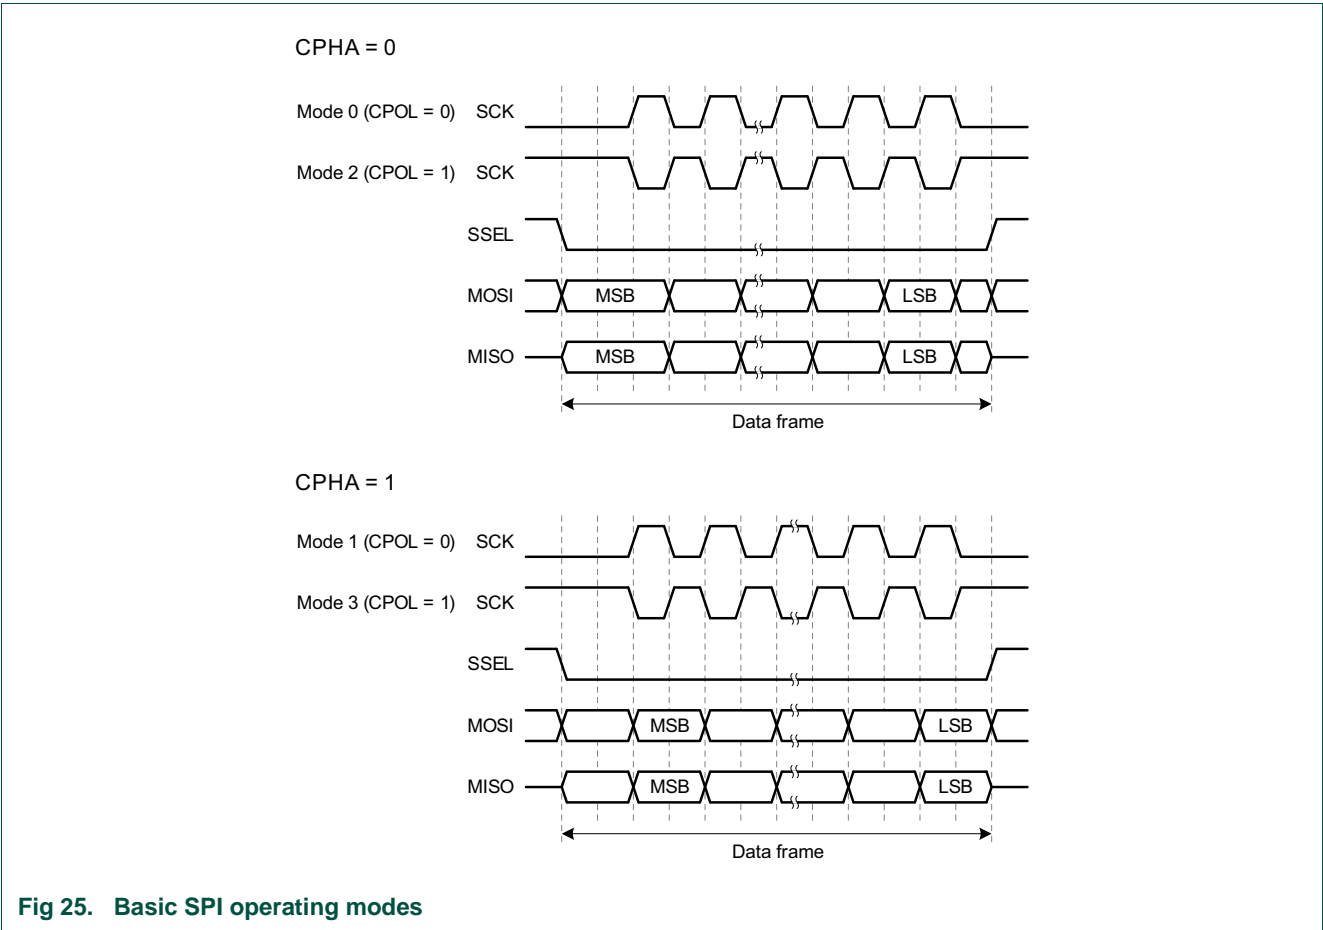 CPHA = 0
Mode 0 (CPOL = 0) SCK
Mode 2 (CPOL = 1) SCK
SSEL
MOSI MSB LSB
MISO MSB LSB
Data frame
CPHA = 1
Mode 1 (CPOL = 0) SCK
Mode 3 (CPOL = 1) SCK
SSEL
MOSI MSB LSB
MISO MSB LSB
Data frame
Fig 25. Basic SPI operating modes